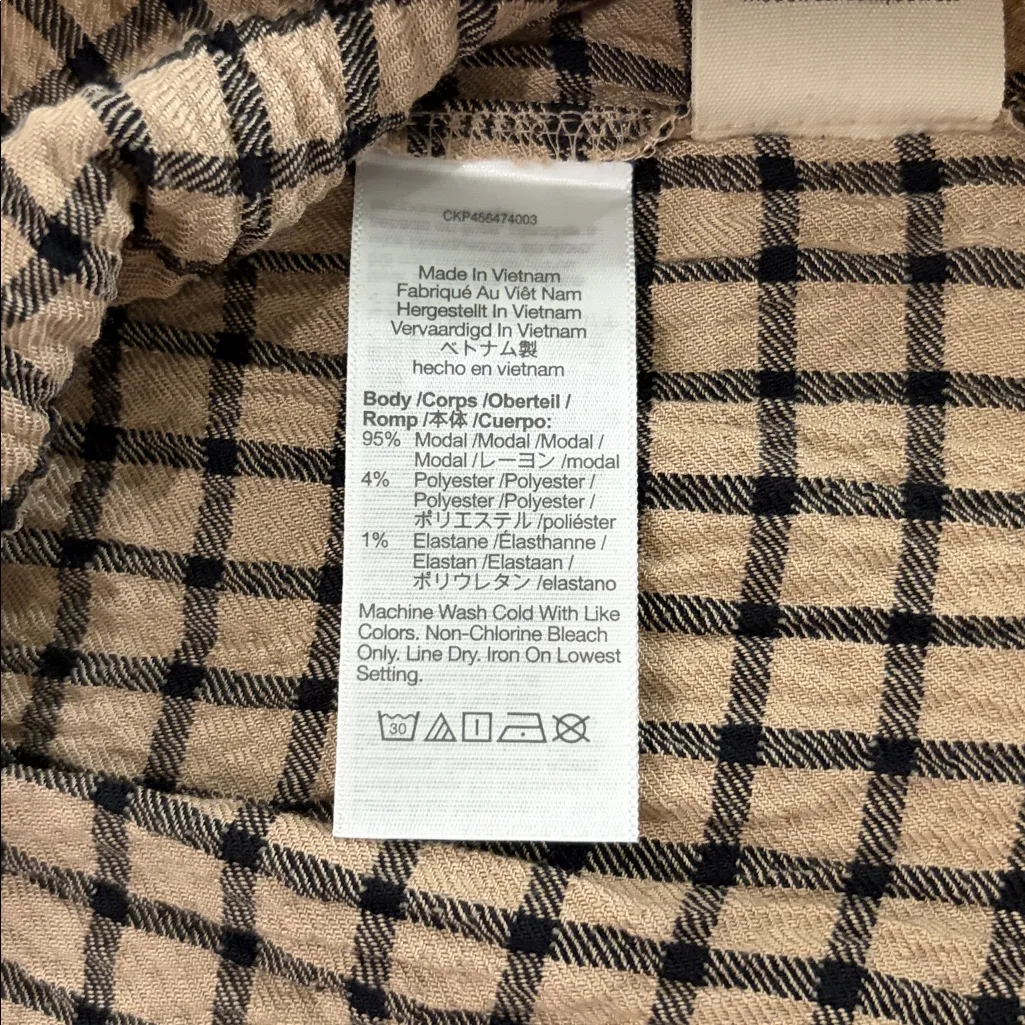 CKP456474003
Made In Vietnam
Fabriqué Au Viêt Nam
Hergestellt In Vietnam
Vervaardigd In Vietnam
ベトナム製
hecho en vietnam
Body /Corps /Oberteil /
Romp /本体 /Cuerpo:
95% Modal /Modal /Modal /
Modal /レーヨン /modal
4% Polyester /Polyester /
Polyester /Polyester /
ポリエステル /poliéster
1% Elastane /Élasthanne /
Elastan /Elastaan /
ポリウレタン /elastano
Machine Wash Cold With Like
Colors. Non-Chlorine Bleach
Only. Line Dry. Iron On Lowest
Setting.
30